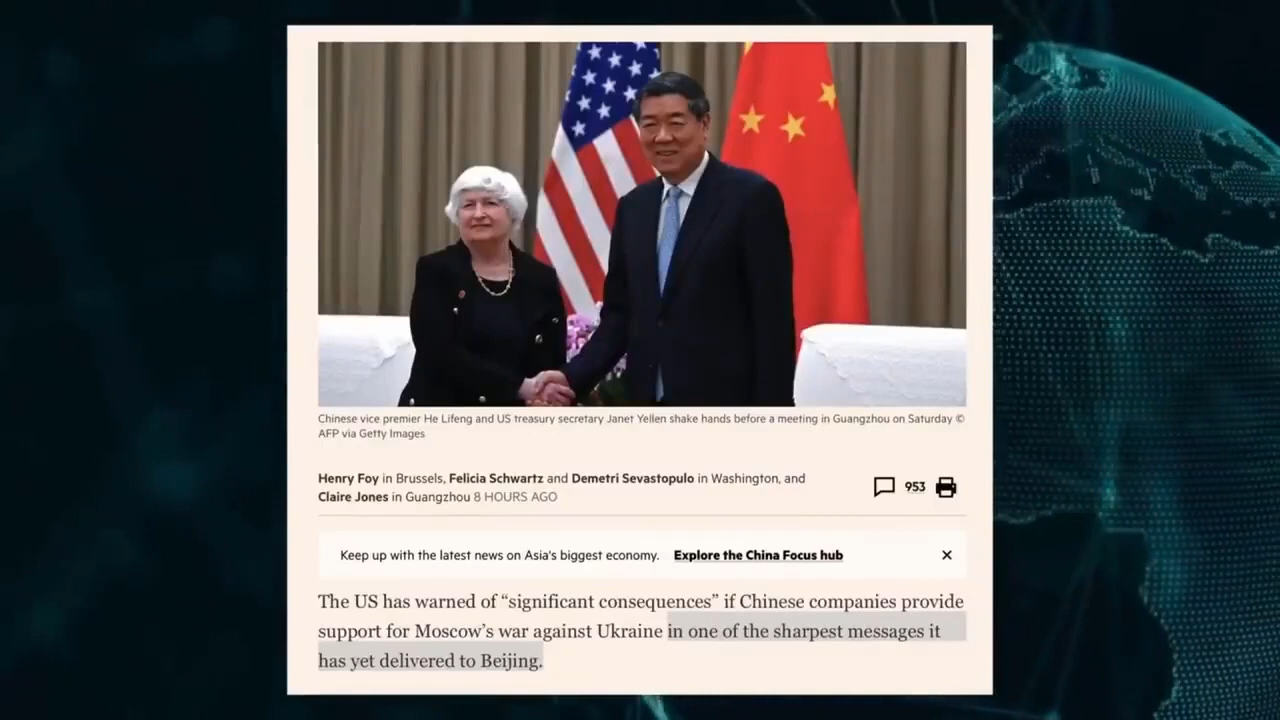 Chinese vice premier He Lifeng and US treasury secretary Janet Yellen shake hands before a meeting in Guangzhou on Saturday ©
AFP via Getty Images
Henry Foy in Brussels, Felicia Schwartz and Demetri Sevastopulo in Washington, and
Claire Jones in Guangzhou 8 HOURS AGO
953
Keep up with the latest news on Asia's biggest economy. Explore the China Focus hub
The US has warned of “significant consequences” if Chinese companies provide
support for Moscow’s war against Ukraine in one of the sharpest messages it
has yet delivered to Beijing.